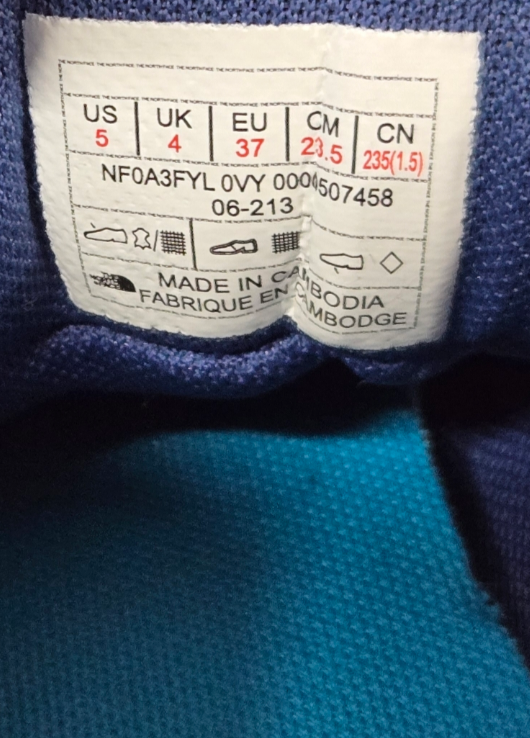 US UK EU CM CN
5 4 37 23.5 235(1.5)
NF0A3FYL 0VY 0000507458
06-213
MADE IN CAMBODIA
FABRIQUE EN CAMBODGE